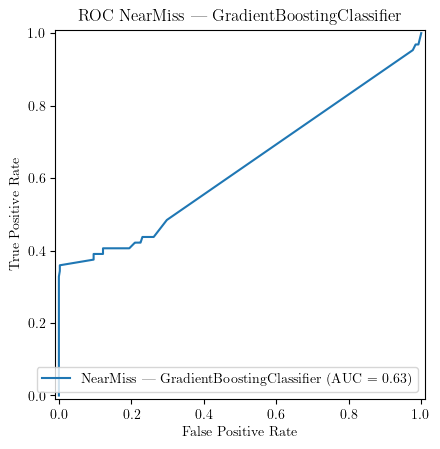 ROC NearMiss — GradientBoostingClassifier
1.0
0.8
0.6
0.4
0.2
0.0
True Positive Rate
NearMiss — GradientBoostingClassifier (AUC = 0.63)
0.0 0.2 0.4 0.6 0.8 1.0
False Positive Rate